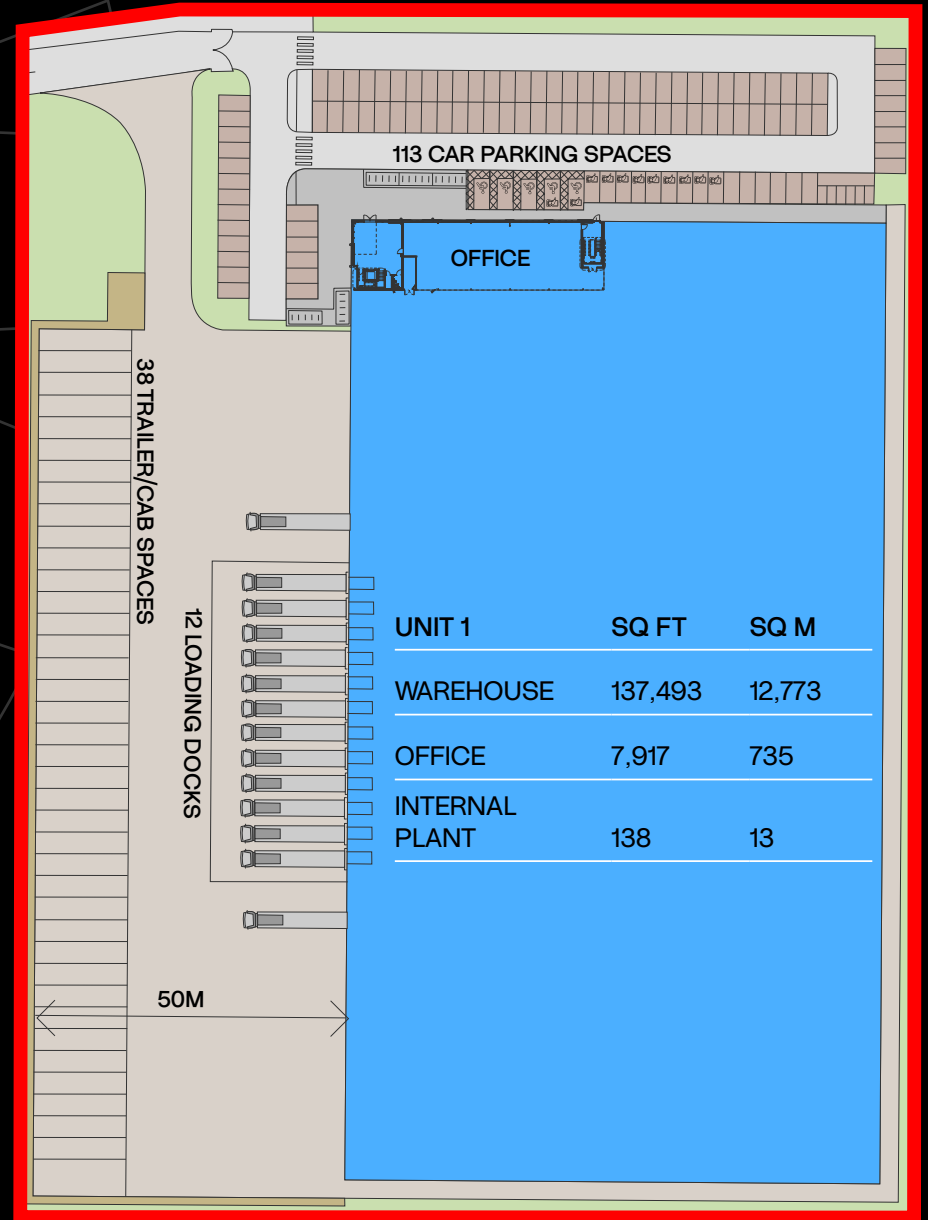 113 CAR PARKING SPACES
OFFICE
38 TRAILER/CAB SPACES
12 LOADING DOCKS
UNIT 1 SQ FT SQ M
WAREHOUSE 137,493 12,773
OFFICE 7,917 735
INTERNAL
PLANT 138 13
50M